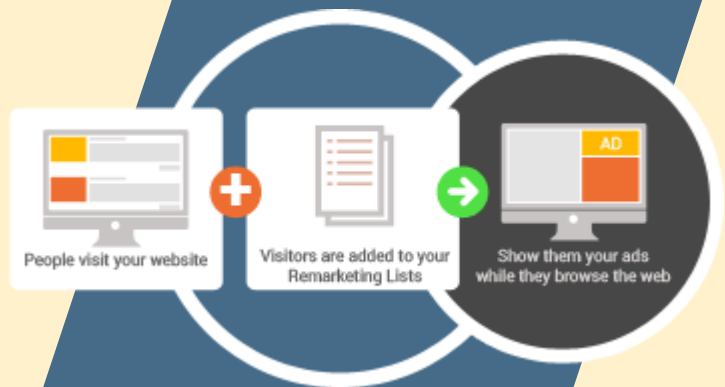 People visit your website
Visitors are added to your
Remarketing Lists
AD
Show them your ads
while they browse the web